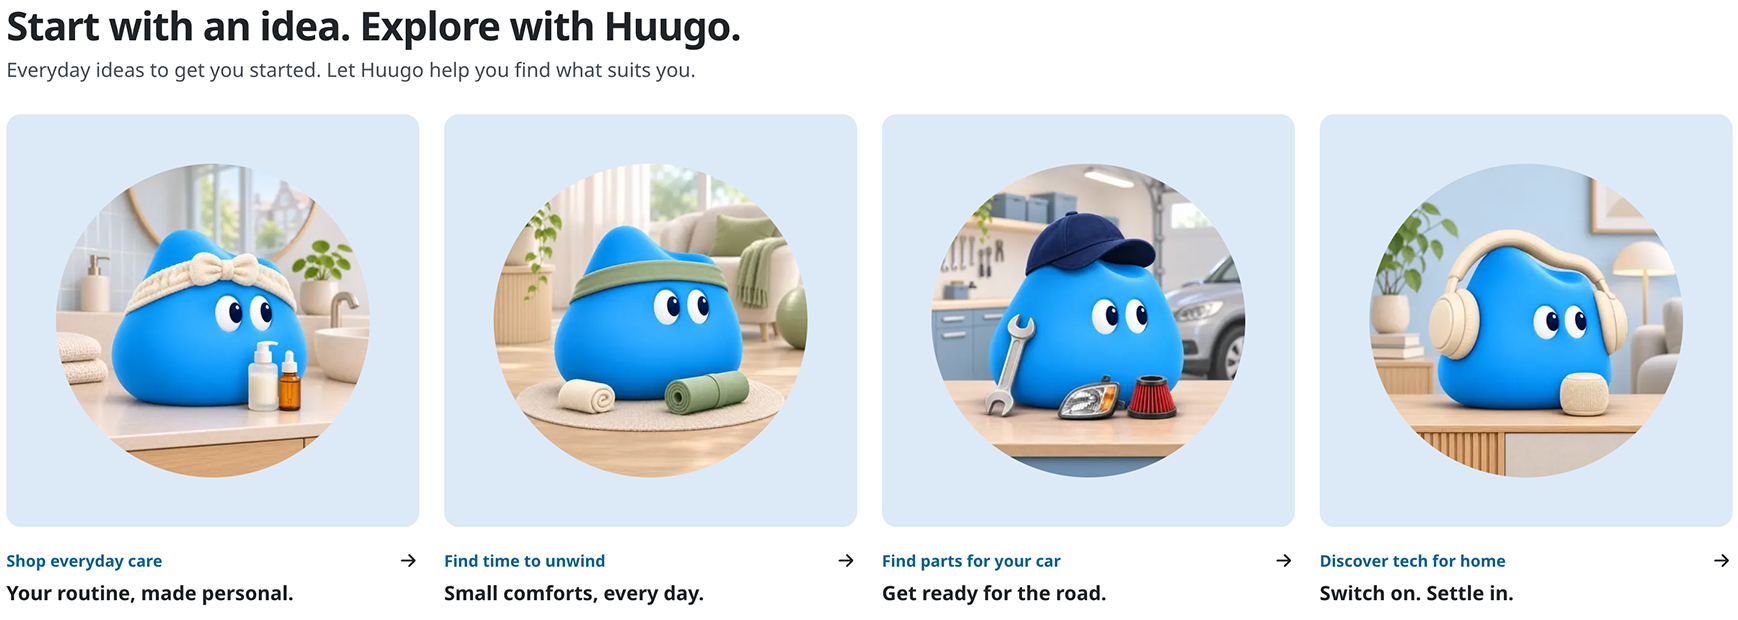 Start with an idea. Explore with Huugo.
Everyday ideas to get you started. Let Huugo help you find what suits you.
Shop everyday care
Your routine, made personal.
Find time to unwind
Small comforts, every day.
Find parts for your car
Get ready for the road.
Discover tech for home
Switch on. Settle in.